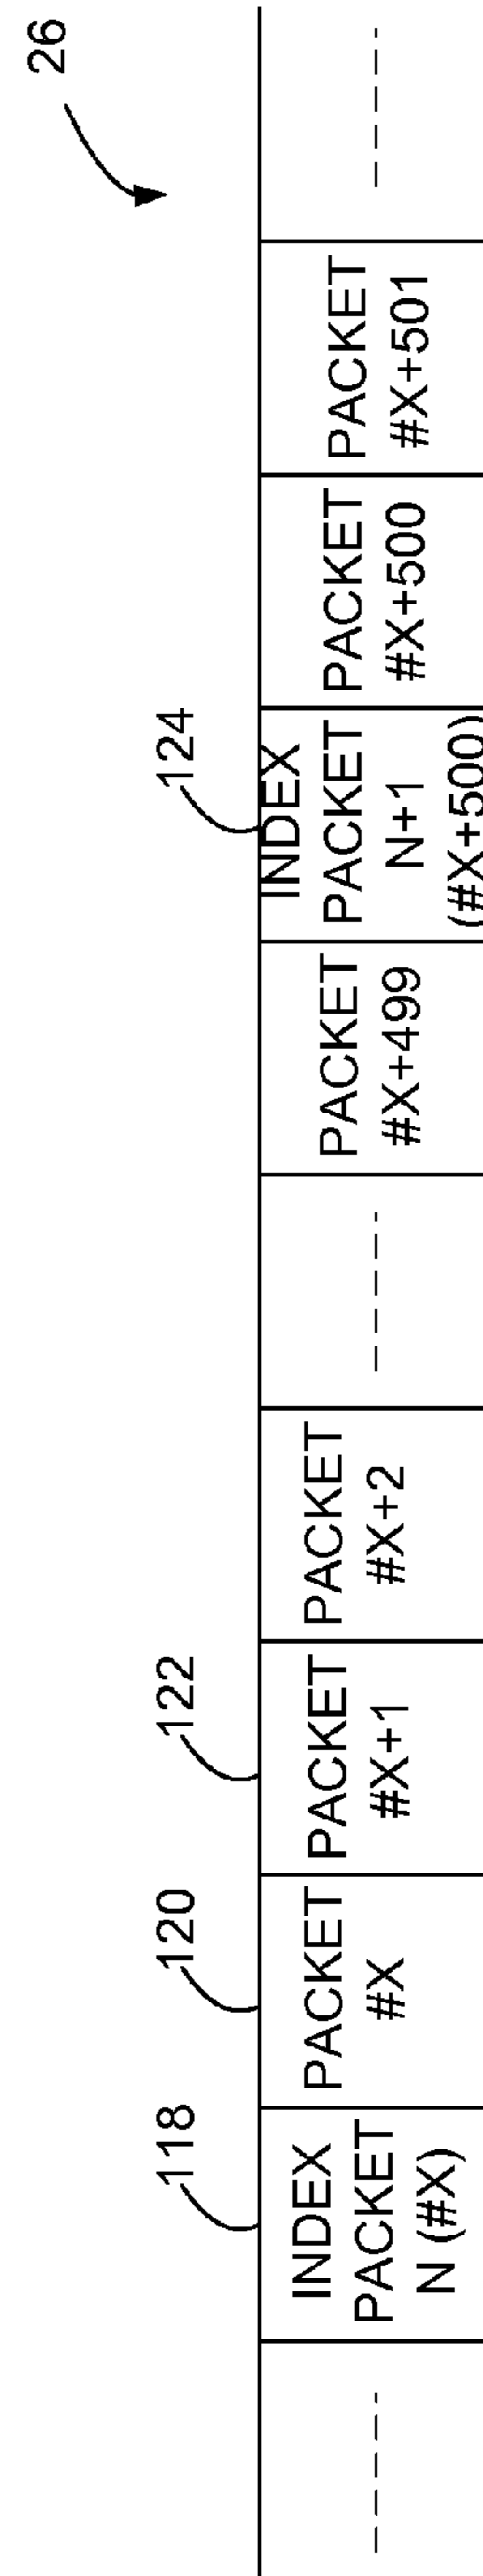 26
118
120
122
124
INDEX
PACKET
N (#X)
PACKET
#X
PACKET
#X+1
PACKET
#X+2
PACKET
#X+499
INDEX
PACKET
N+1
(#X+500)
PACKET
#X+500
PACKET
#X+501